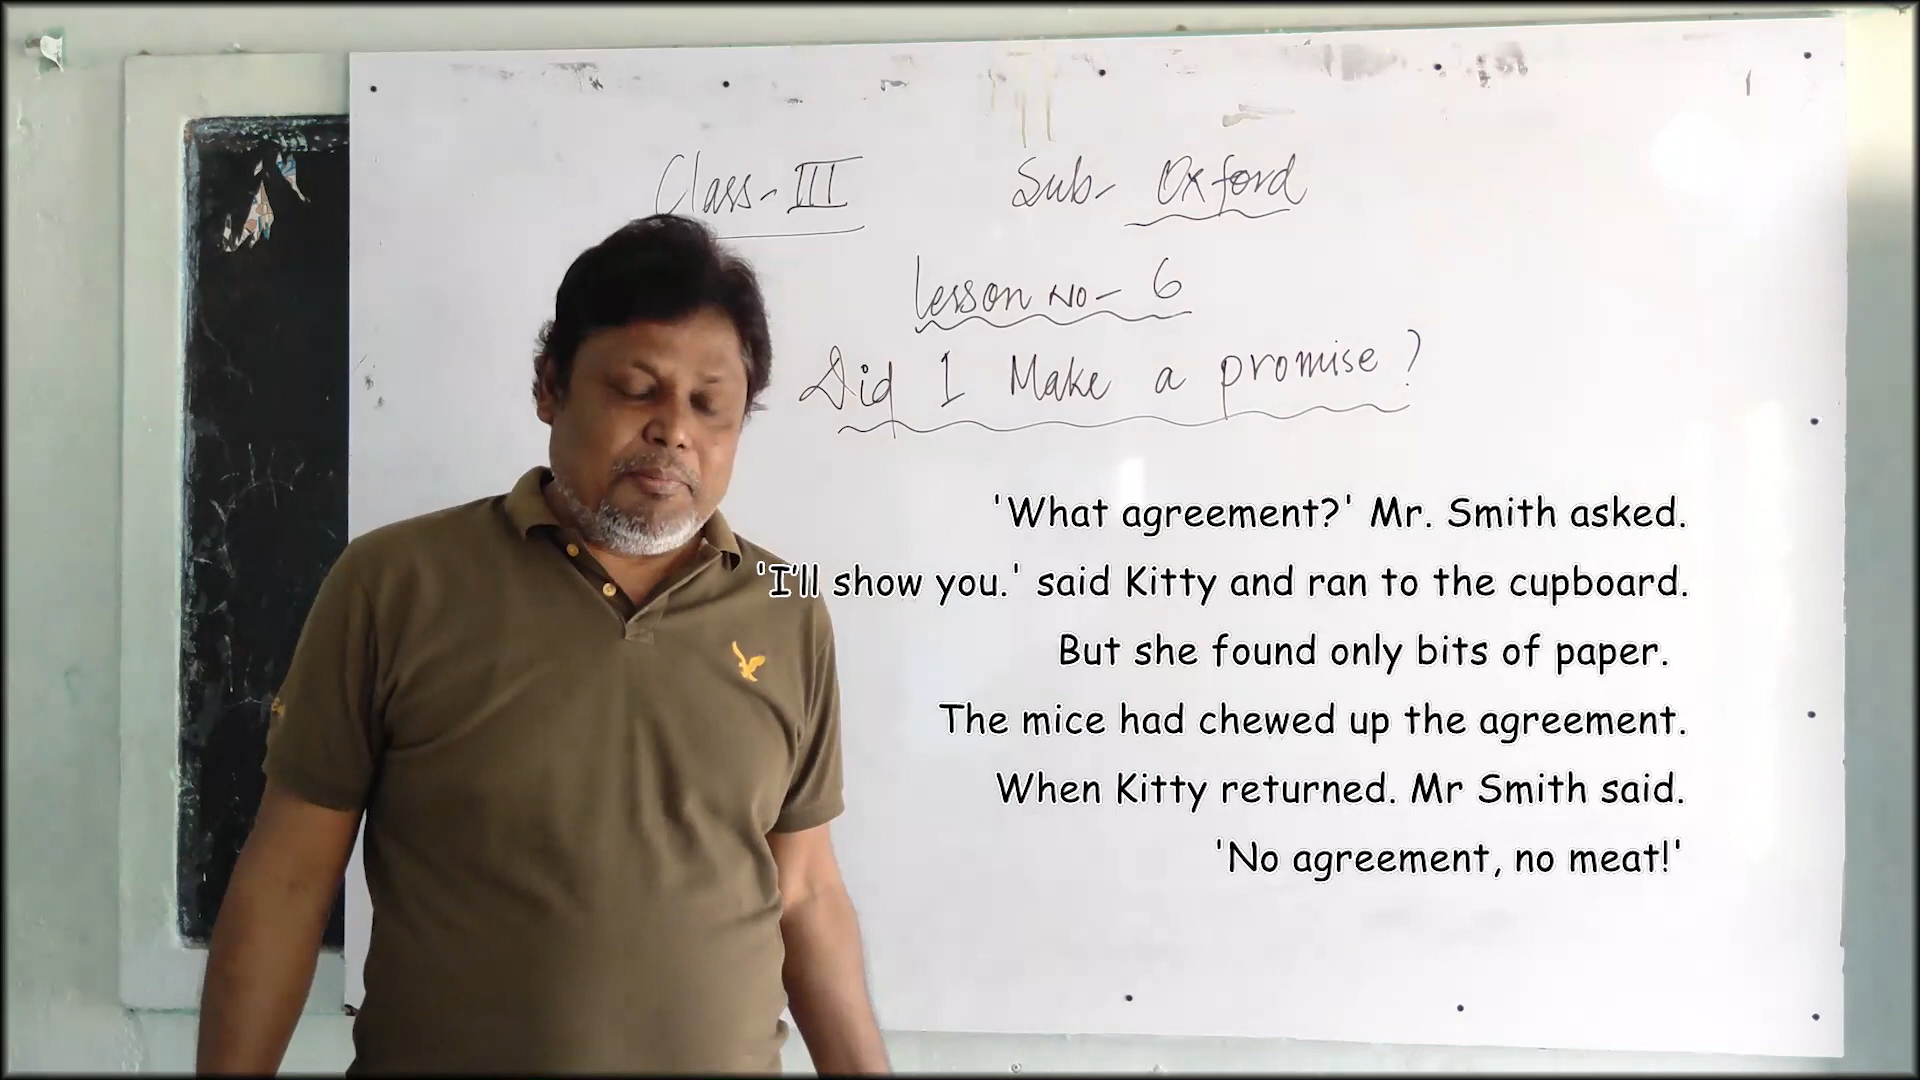 Class-III Sub- Oxford
Lesson No- 6
Did I Make a promise?
'What agreement?' Mr. Smith asked.
'I'll show you.' said Kitty and ran to the cupboard.
But she found only bits of paper.
The mice had chewed up the agreement.
When Kitty returned. Mr Smith said.
'No agreement, no meat!'